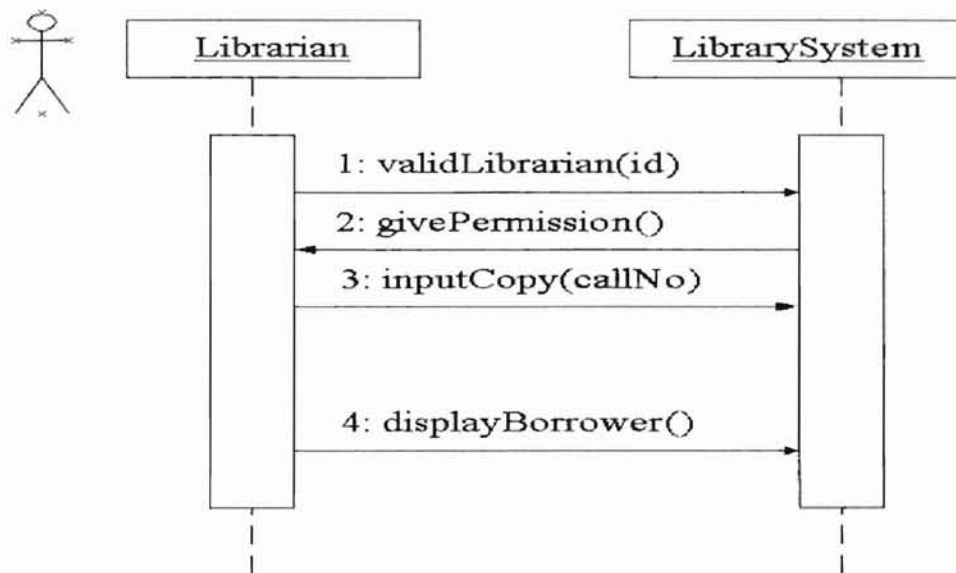 Librarian
LibrarySystem
1: validLibrarian(id)
2: givePermission()
3: inputCopy(callNo)
4: displayBorrower()